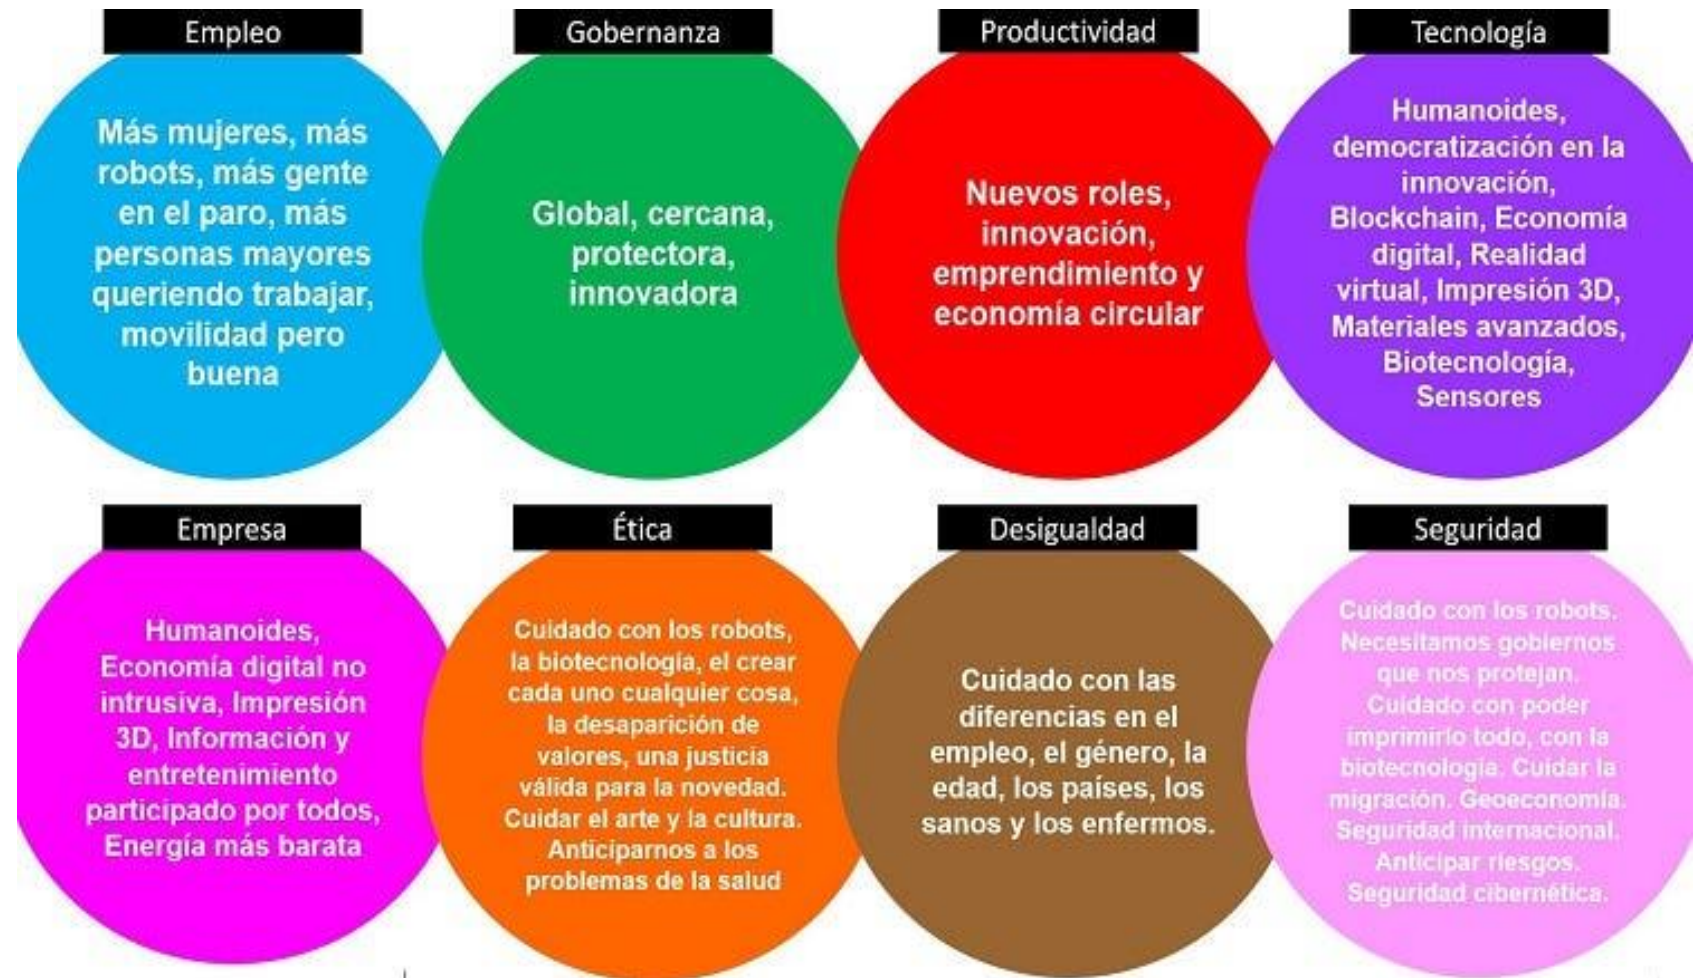 Empleo
Más mujeres, más
robots, más gente
en el paro, más
personas mayores
queriendo trabajar,
movilidad pero
buena
Gobernanza
Global, cercana,
protectora,
innovadora
Productividad
Nuevos roles,
innovación,
emprendimiento y
economía circular
Tecnología
Humanoides,
democratización en la
innovación,
Blockchain, Economía
digital, Realidad
virtual, Impresión 3D,
Materiales avanzados,
Biotecnología,
Sensores
Empresa
Humanoides,
Economía digital no
intrusiva, Impresión
3D, Información y
entretenimiento
participado por todos,
Energía más barata
Ética
Cuidado con los robots,
la biotecnología, el crear
cada uno cualquier cosa,
la desaparición de
valores, una justicia
válida para la novedad.
Cuidar el arte y la cultura.
Anticiparnos a los
problemas de la salud
Desigualdad
Cuidado con las
diferencias en el
empleo, el género, la
edad, los países, los
sanos y los enfermos.
Seguridad
Cuidado con los robots.
Necesitamos gobiernos
que nos protejan.
Cuidado con poder
imprimirlo todo, con la
biotecnología. Cuidar la
migración. Geoeconomía.
Seguridad internacional.
Anticipar riesgos.
Seguridad cibernética.